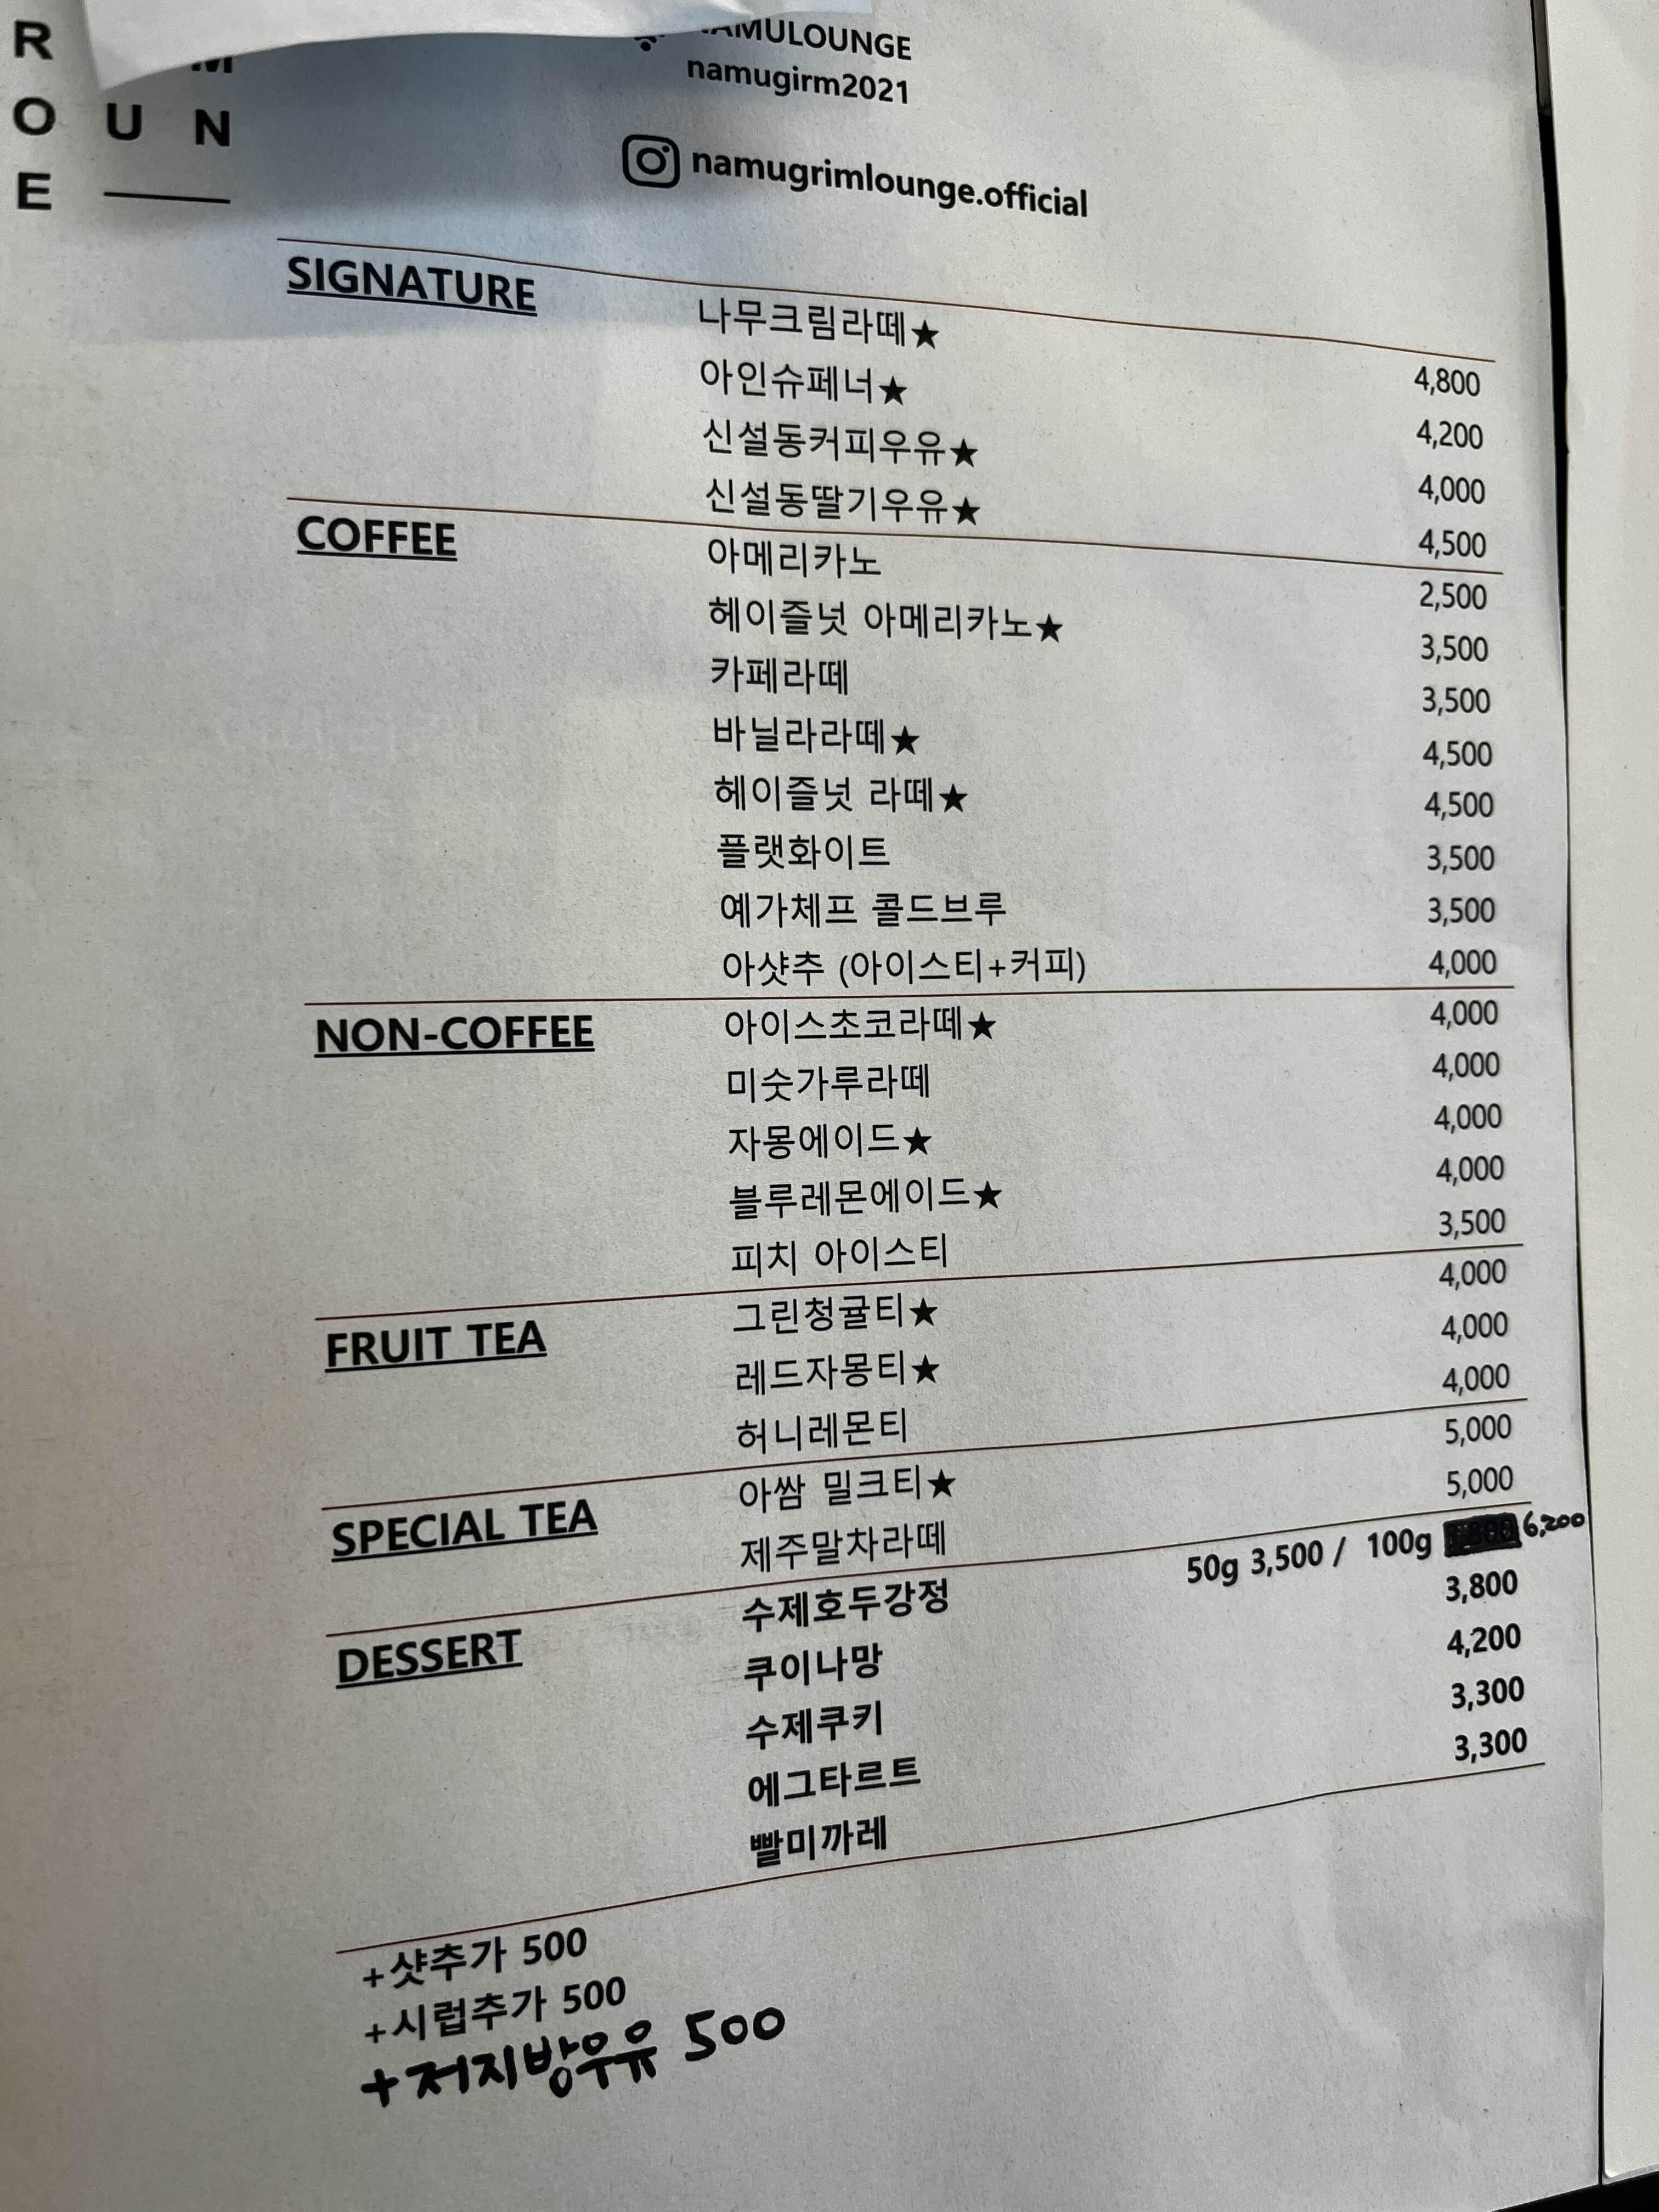 R M
O U N
E
NAMULOUNGE
namugirm2021
namugrimlounge.official
SIGNATURE
나무크림라떼★ 4,800
아인슈페너★ 4,200
신설동커피우유★ 4,000
신설동딸기우유★ 4,500
COFFEE
아메리카노 2,500
헤이즐넛 아메리카노★ 3,500
카페라떼 3,500
바닐라라떼★ 4,500
헤이즐넛 라떼★ 4,500
플랫화이트 3,500
예가체프 콜드브루 3,500
아샷추 (아이스티+커피) 4,000
NON-COFFEE
아이스초코라떼★ 4,000
미숫가루라떼 4,000
자몽에이드★ 4,000
블루레몬에이드★ 4,000
피치 아이스티 3,500
FRUIT TEA
그린청귤티★ 4,000
레드자몽티★ 4,000
허니레몬티 4,000
SPECIAL TEA
아쌈 밀크티★ 5,000
제주말차라떼 5,000
DESSERT
수제호두강정 50g 3,500 / 100g 6,200
쿠이나망 3,800
수제쿠키 4,200
에그타르트 3,300
빨미까레 3,300
+샷추가 500
+시럽추가 500
+저지방우유 500